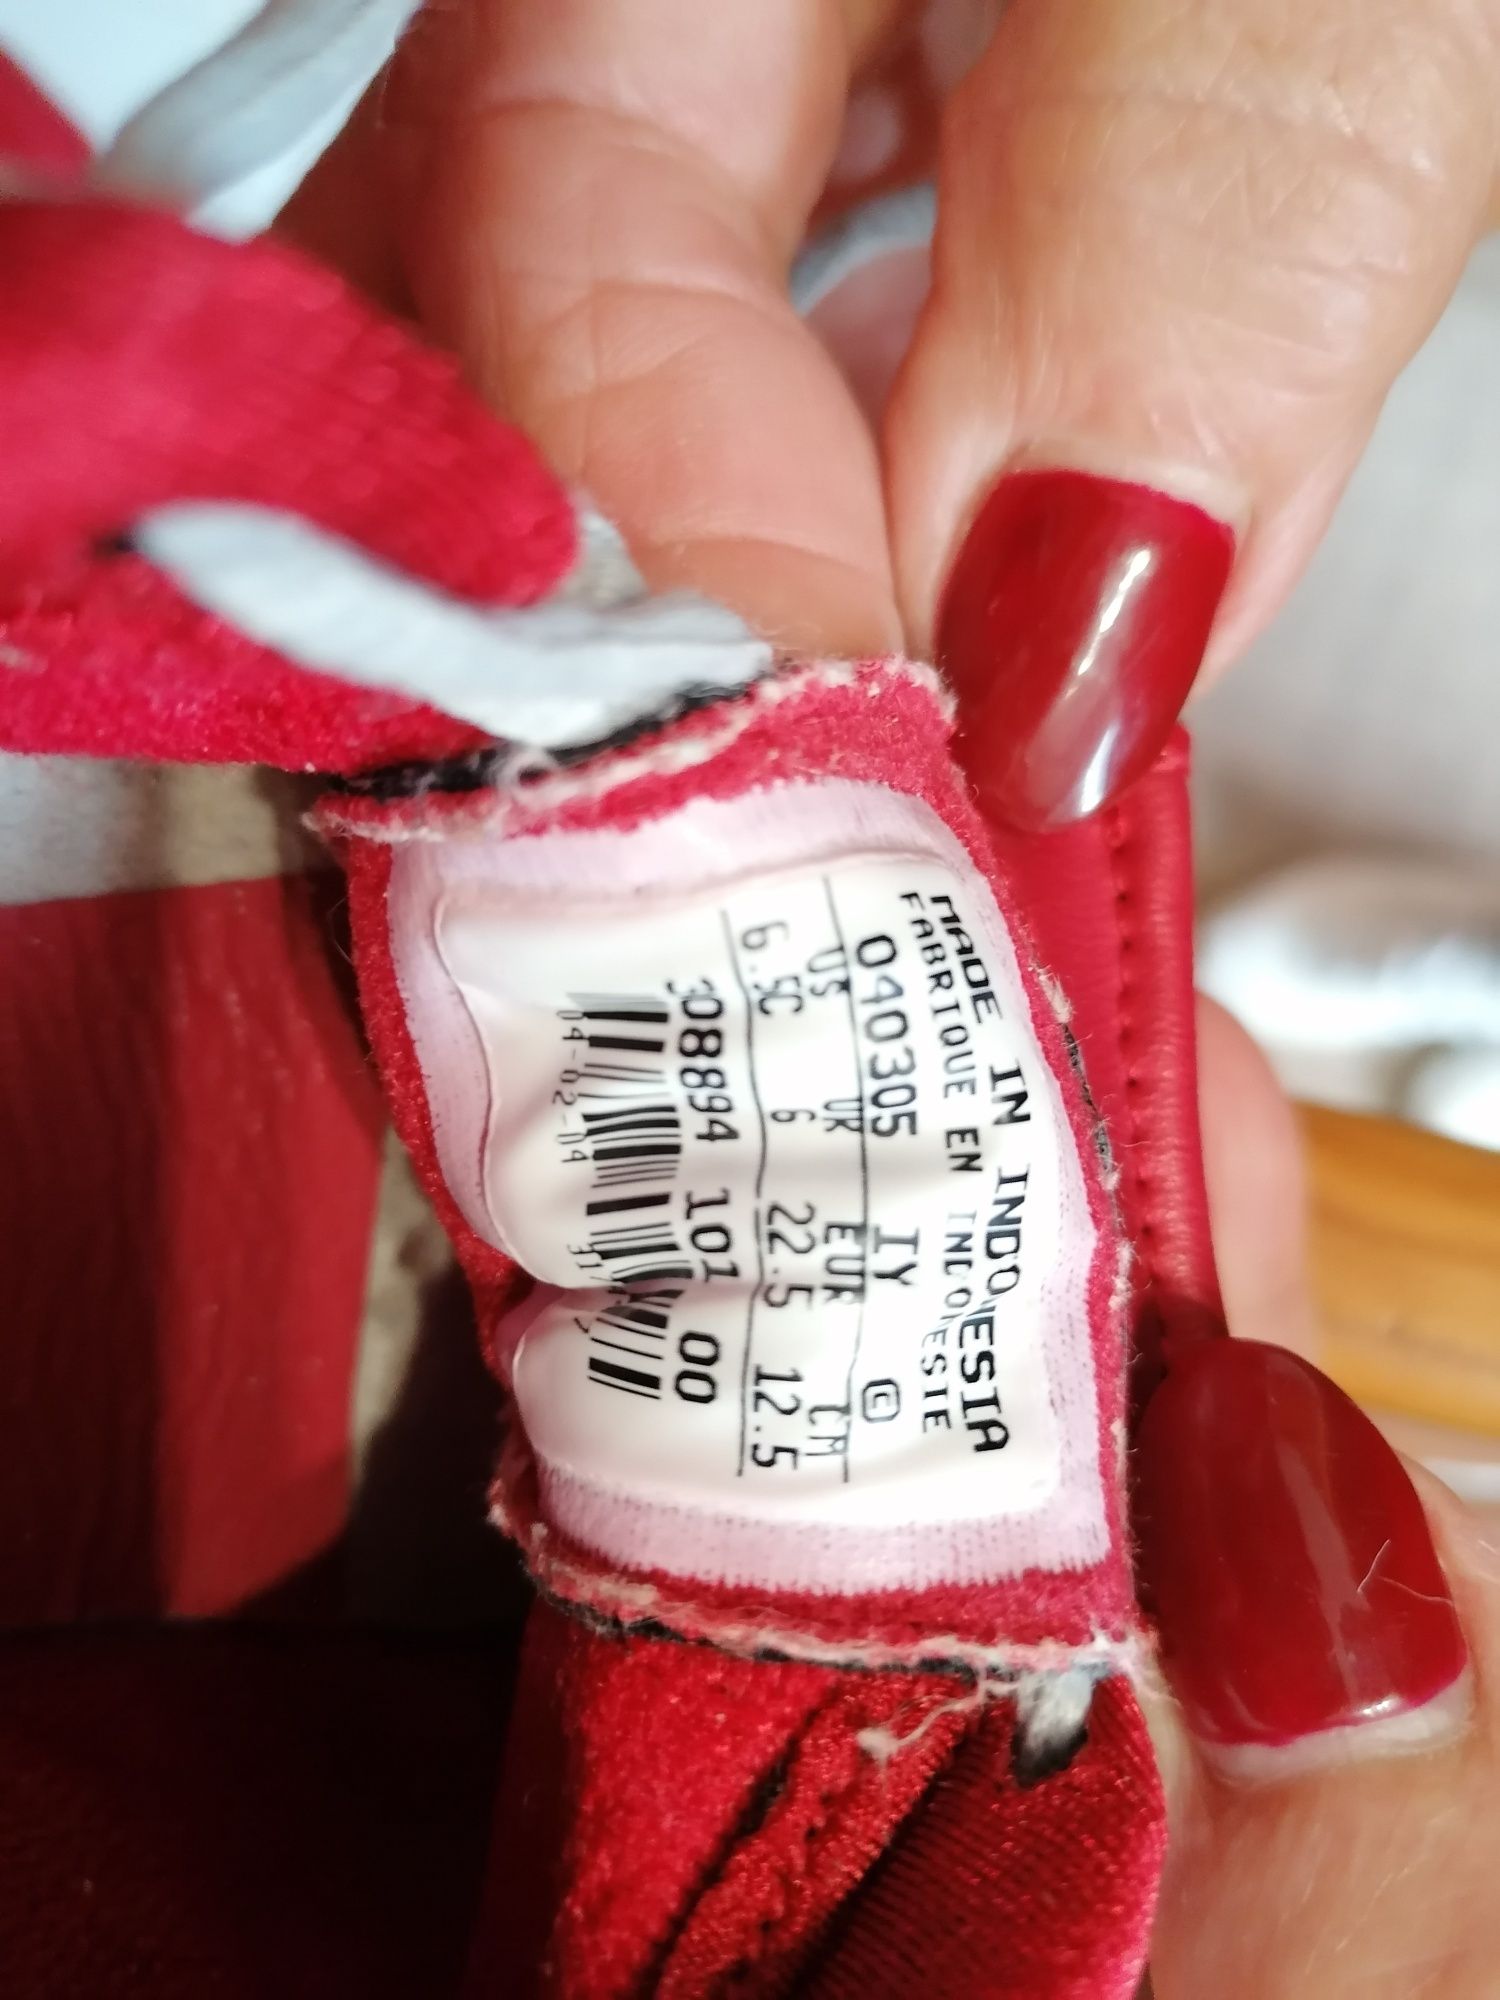 MADE IN INDONESIA
FABRIQUE EN INDONESIE
040305 IY E
US UK EUR CM
6.5C 6 22.5 12.5
308894 101 00
04-02-04